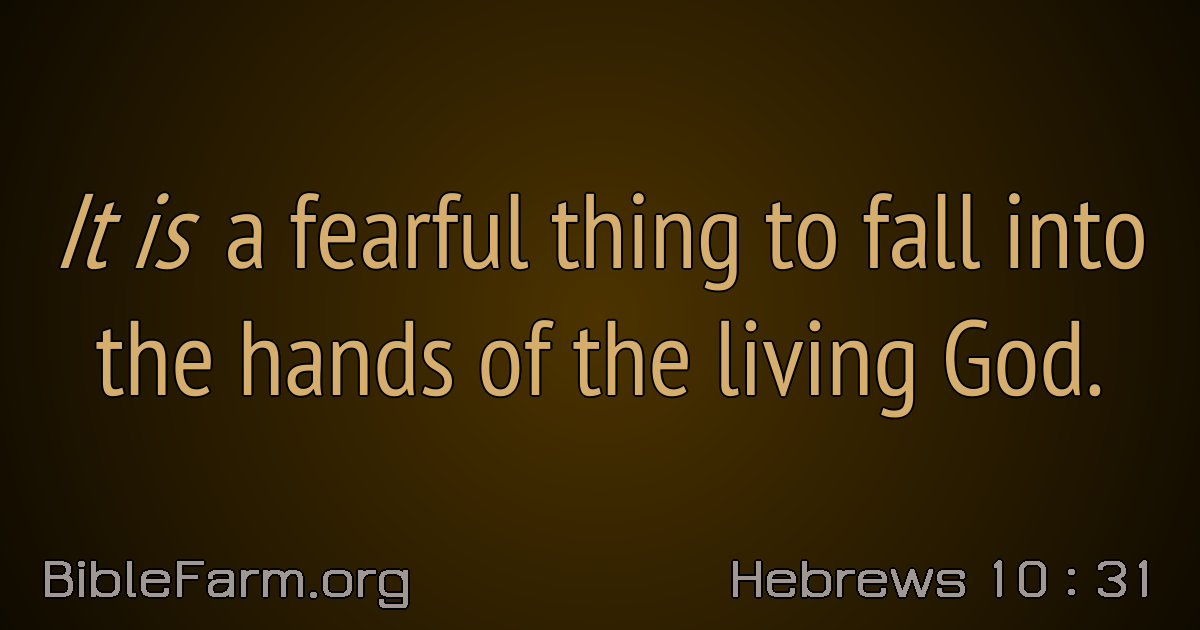 It is a fearful thing to fall into
the hands of the living God.
BibleFarm.org
Hebrews 10 : 31